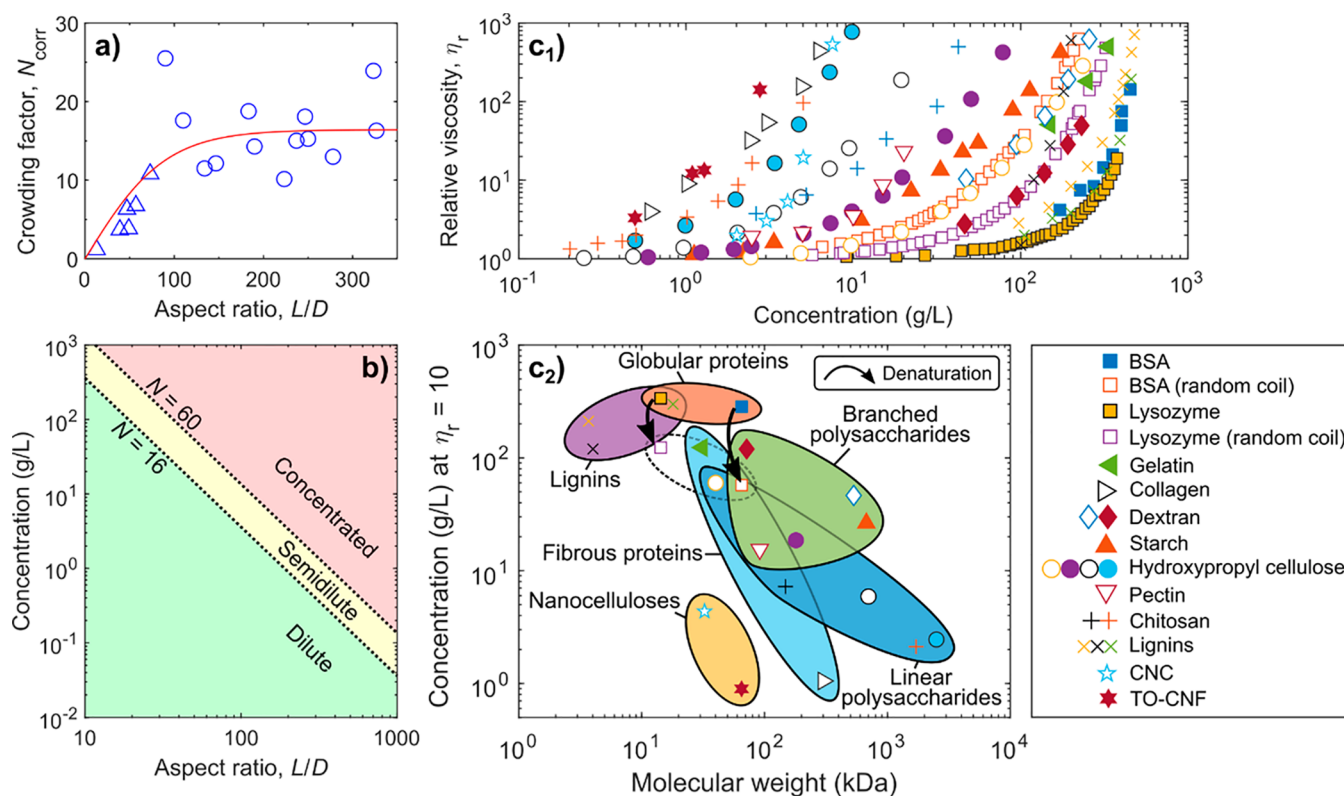 a)
Crowding factor, N_corr
30
20
10
0
0 100 200 300
Aspect ratio, L/D
c₁)
Relative viscosity, η_r
10³
10²
10¹
10⁰
10⁻¹ 10⁰ 10¹ 10² 10³
Concentration (g/L)
b)
Concentration (g/L)
10³
10²
10¹
10⁰
10⁻¹
10⁻²
N = 60
N = 16
Concentrated
Semidilute
Dilute
10 100 1000
Aspect ratio, L/D
c₂)
Concentration (g/L) at η_r = 10
10³
10²
10¹
10⁰
Globular proteins
Denaturation
Branched
polysaccharides
Lignins
Fibrous proteins
Nanocelluloses
Linear
polysaccharides
10⁰ 10¹ 10² 10³ 10⁴
Molecular weight (kDa)
BSA
BSA (random coil)
Lysozyme
Lysozyme (random coil)
Gelatin
Collagen
Dextran
Starch
Hydroxypropyl cellulose
Pectin
Chitosan
Lignins
CNC
TO-CNF